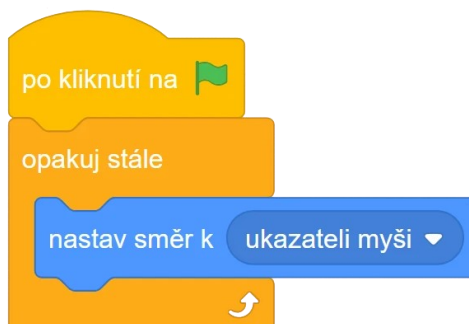 po kliknutí na
opakuj stále
nastav směr k ukazateli myši